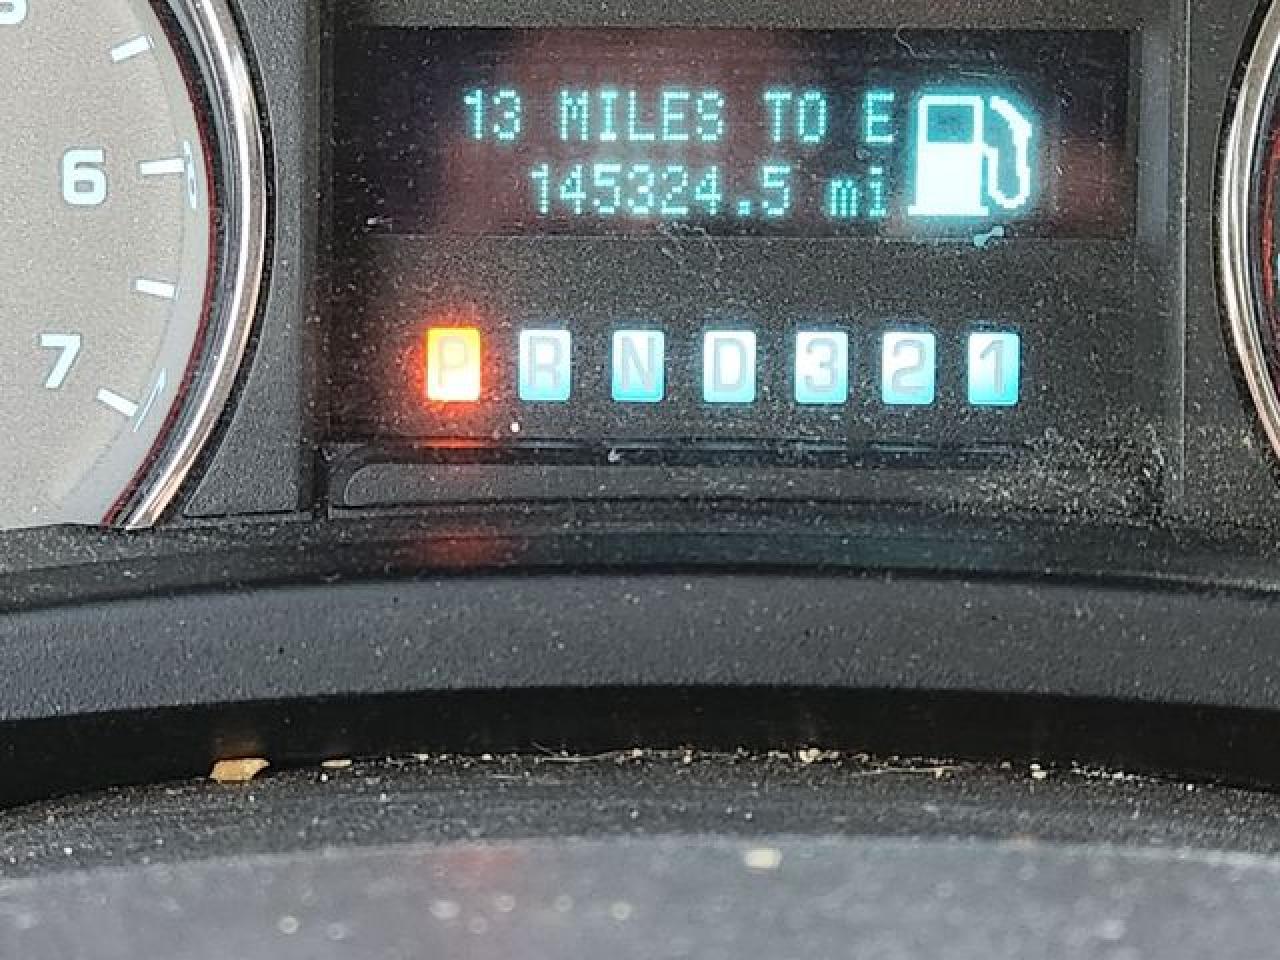 13 MILES TO E
145324.5 mi
6
7
P R N D 3 2 1